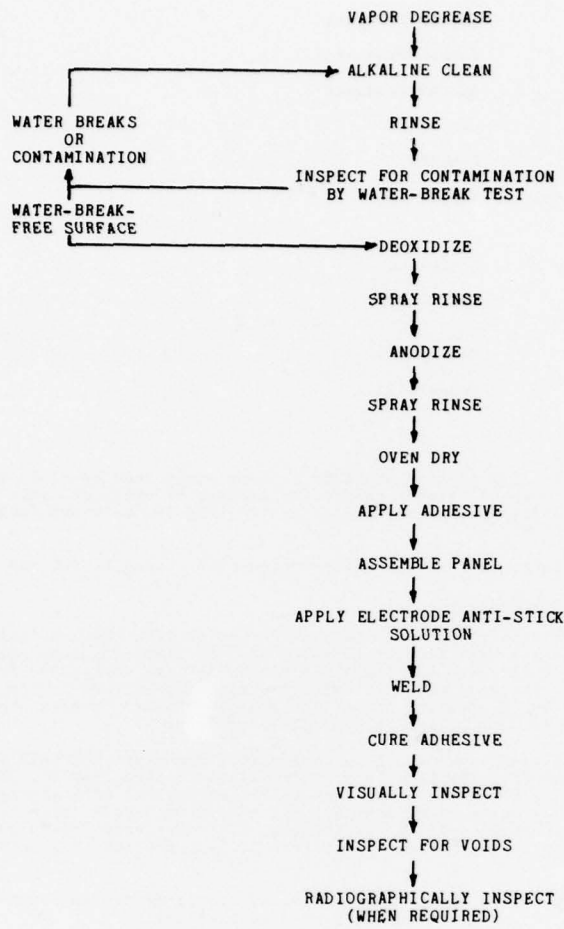 VAPOR DEGREASE
ALKALINE CLEAN
RINSE
WATER BREAKS
OR
CONTAMINATION
INSPECT FOR CONTAMINATION
BY WATER-BREAK TEST
WATER-BREAK-
FREE SURFACE
DEOXIDIZE
SPRAY RINSE
ANODIZE
SPRAY RINSE
OVEN DRY
APPLY ADHESIVE
ASSEMBLE PANEL
APPLY ELECTRODE ANTI-STICK
SOLUTION
WELD
CURE ADHESIVE
VISUALLY INSPECT
INSPECT FOR VOIDS
RADIOGRAPHICALLY INSPECT
(WHEN REQUIRED)